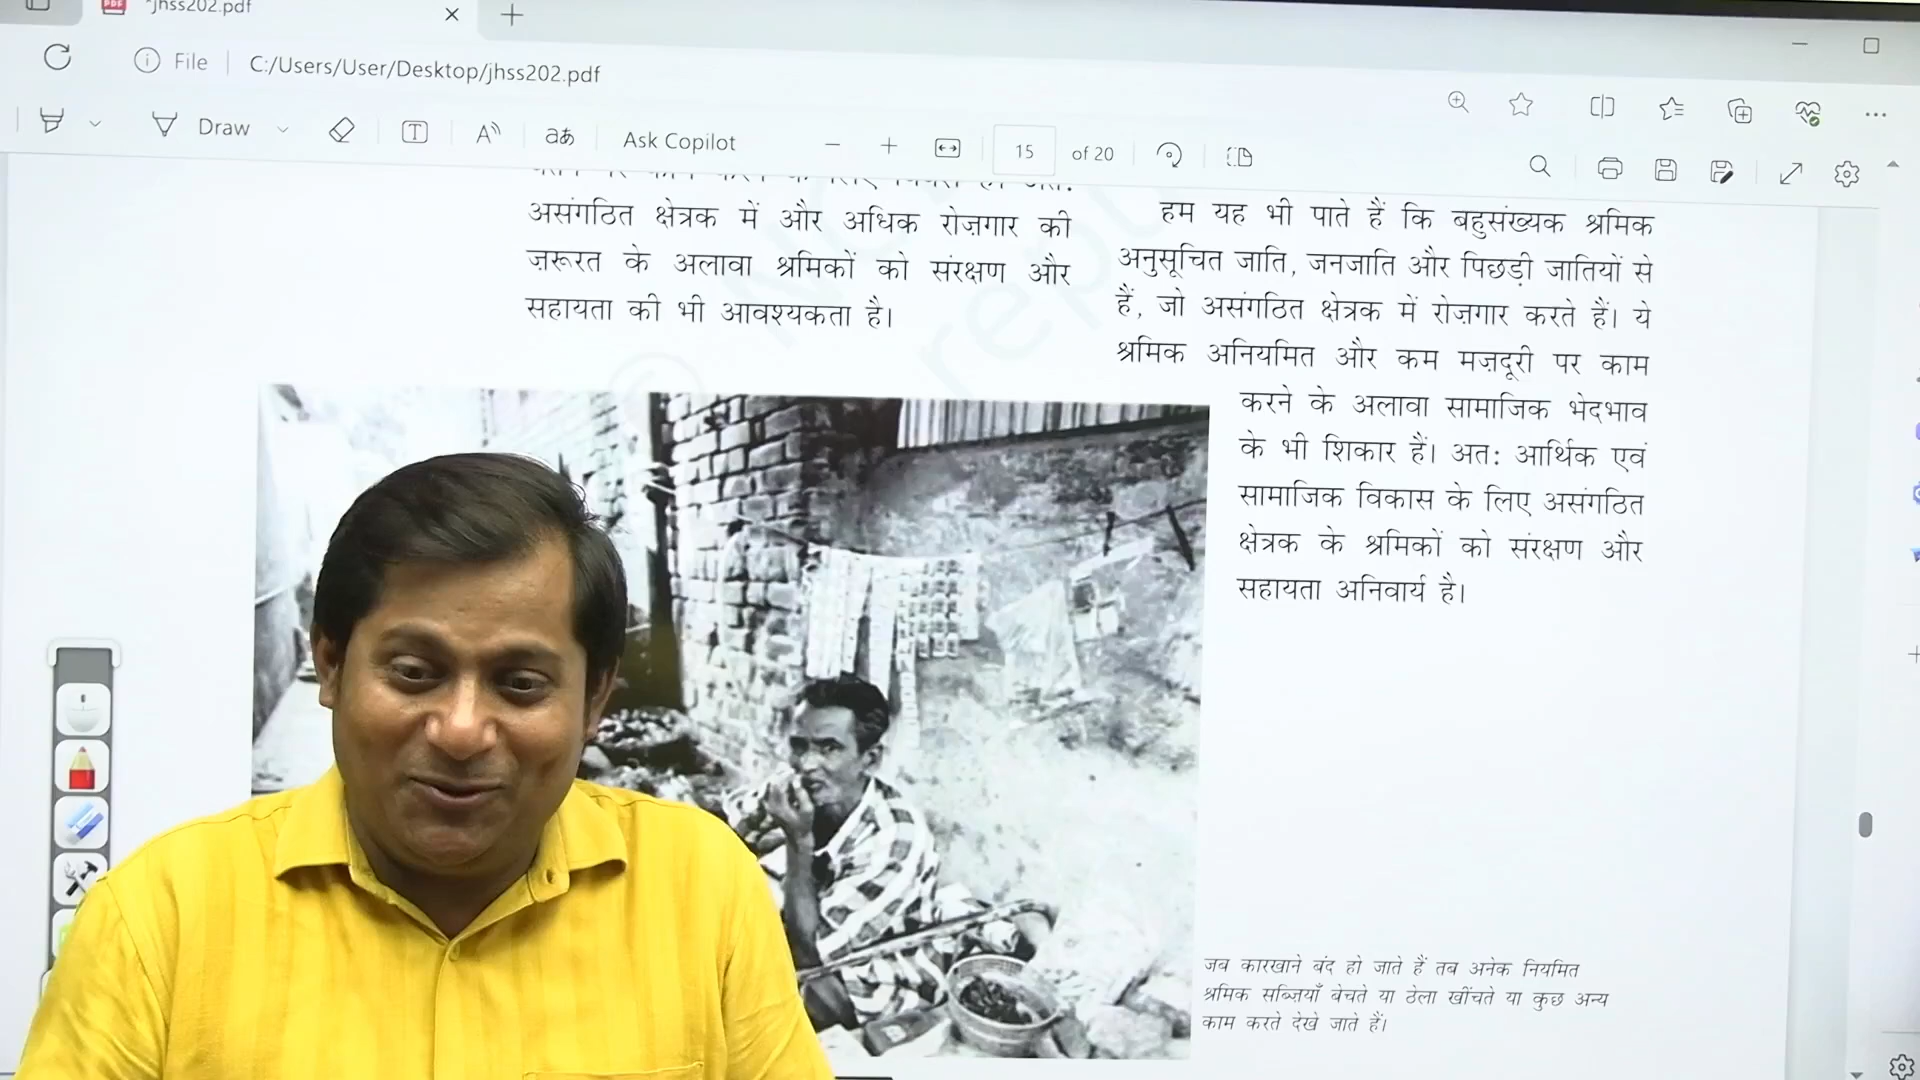 *jhss202.pdf
File
C:/Users/User/Desktop/jhss202.pdf
Draw
Ask Copilot
15
of 20
असंगठित क्षेत्रक में और अधिक रोज़गार की
ज़रूरत के अलावा श्रमिकों को संरक्षण और
सहायता की भी आवश्यकता है।
हम यह भी पाते हैं कि बहुसंख्यक श्रमिक
अनुसूचित जाति, जनजाति और पिछड़ी जातियों से
हैं, जो असंगठित क्षेत्रक में रोज़गार करते हैं। ये
श्रमिक अनियमित और कम मज़दूरी पर काम
करने के अलावा सामाजिक भेदभाव
के भी शिकार हैं। अतः आर्थिक एवं
सामाजिक विकास के लिए असंगठित
क्षेत्रक के श्रमिकों को संरक्षण और
सहायता अनिवार्य है।
जब कारखाने बंद हो जाते हैं तब अनेक नियमित
श्रमिक सब्ज़ियाँ बेचते या ठेला खींचते या कुछ अन्य
काम करते देखे जाते हैं।